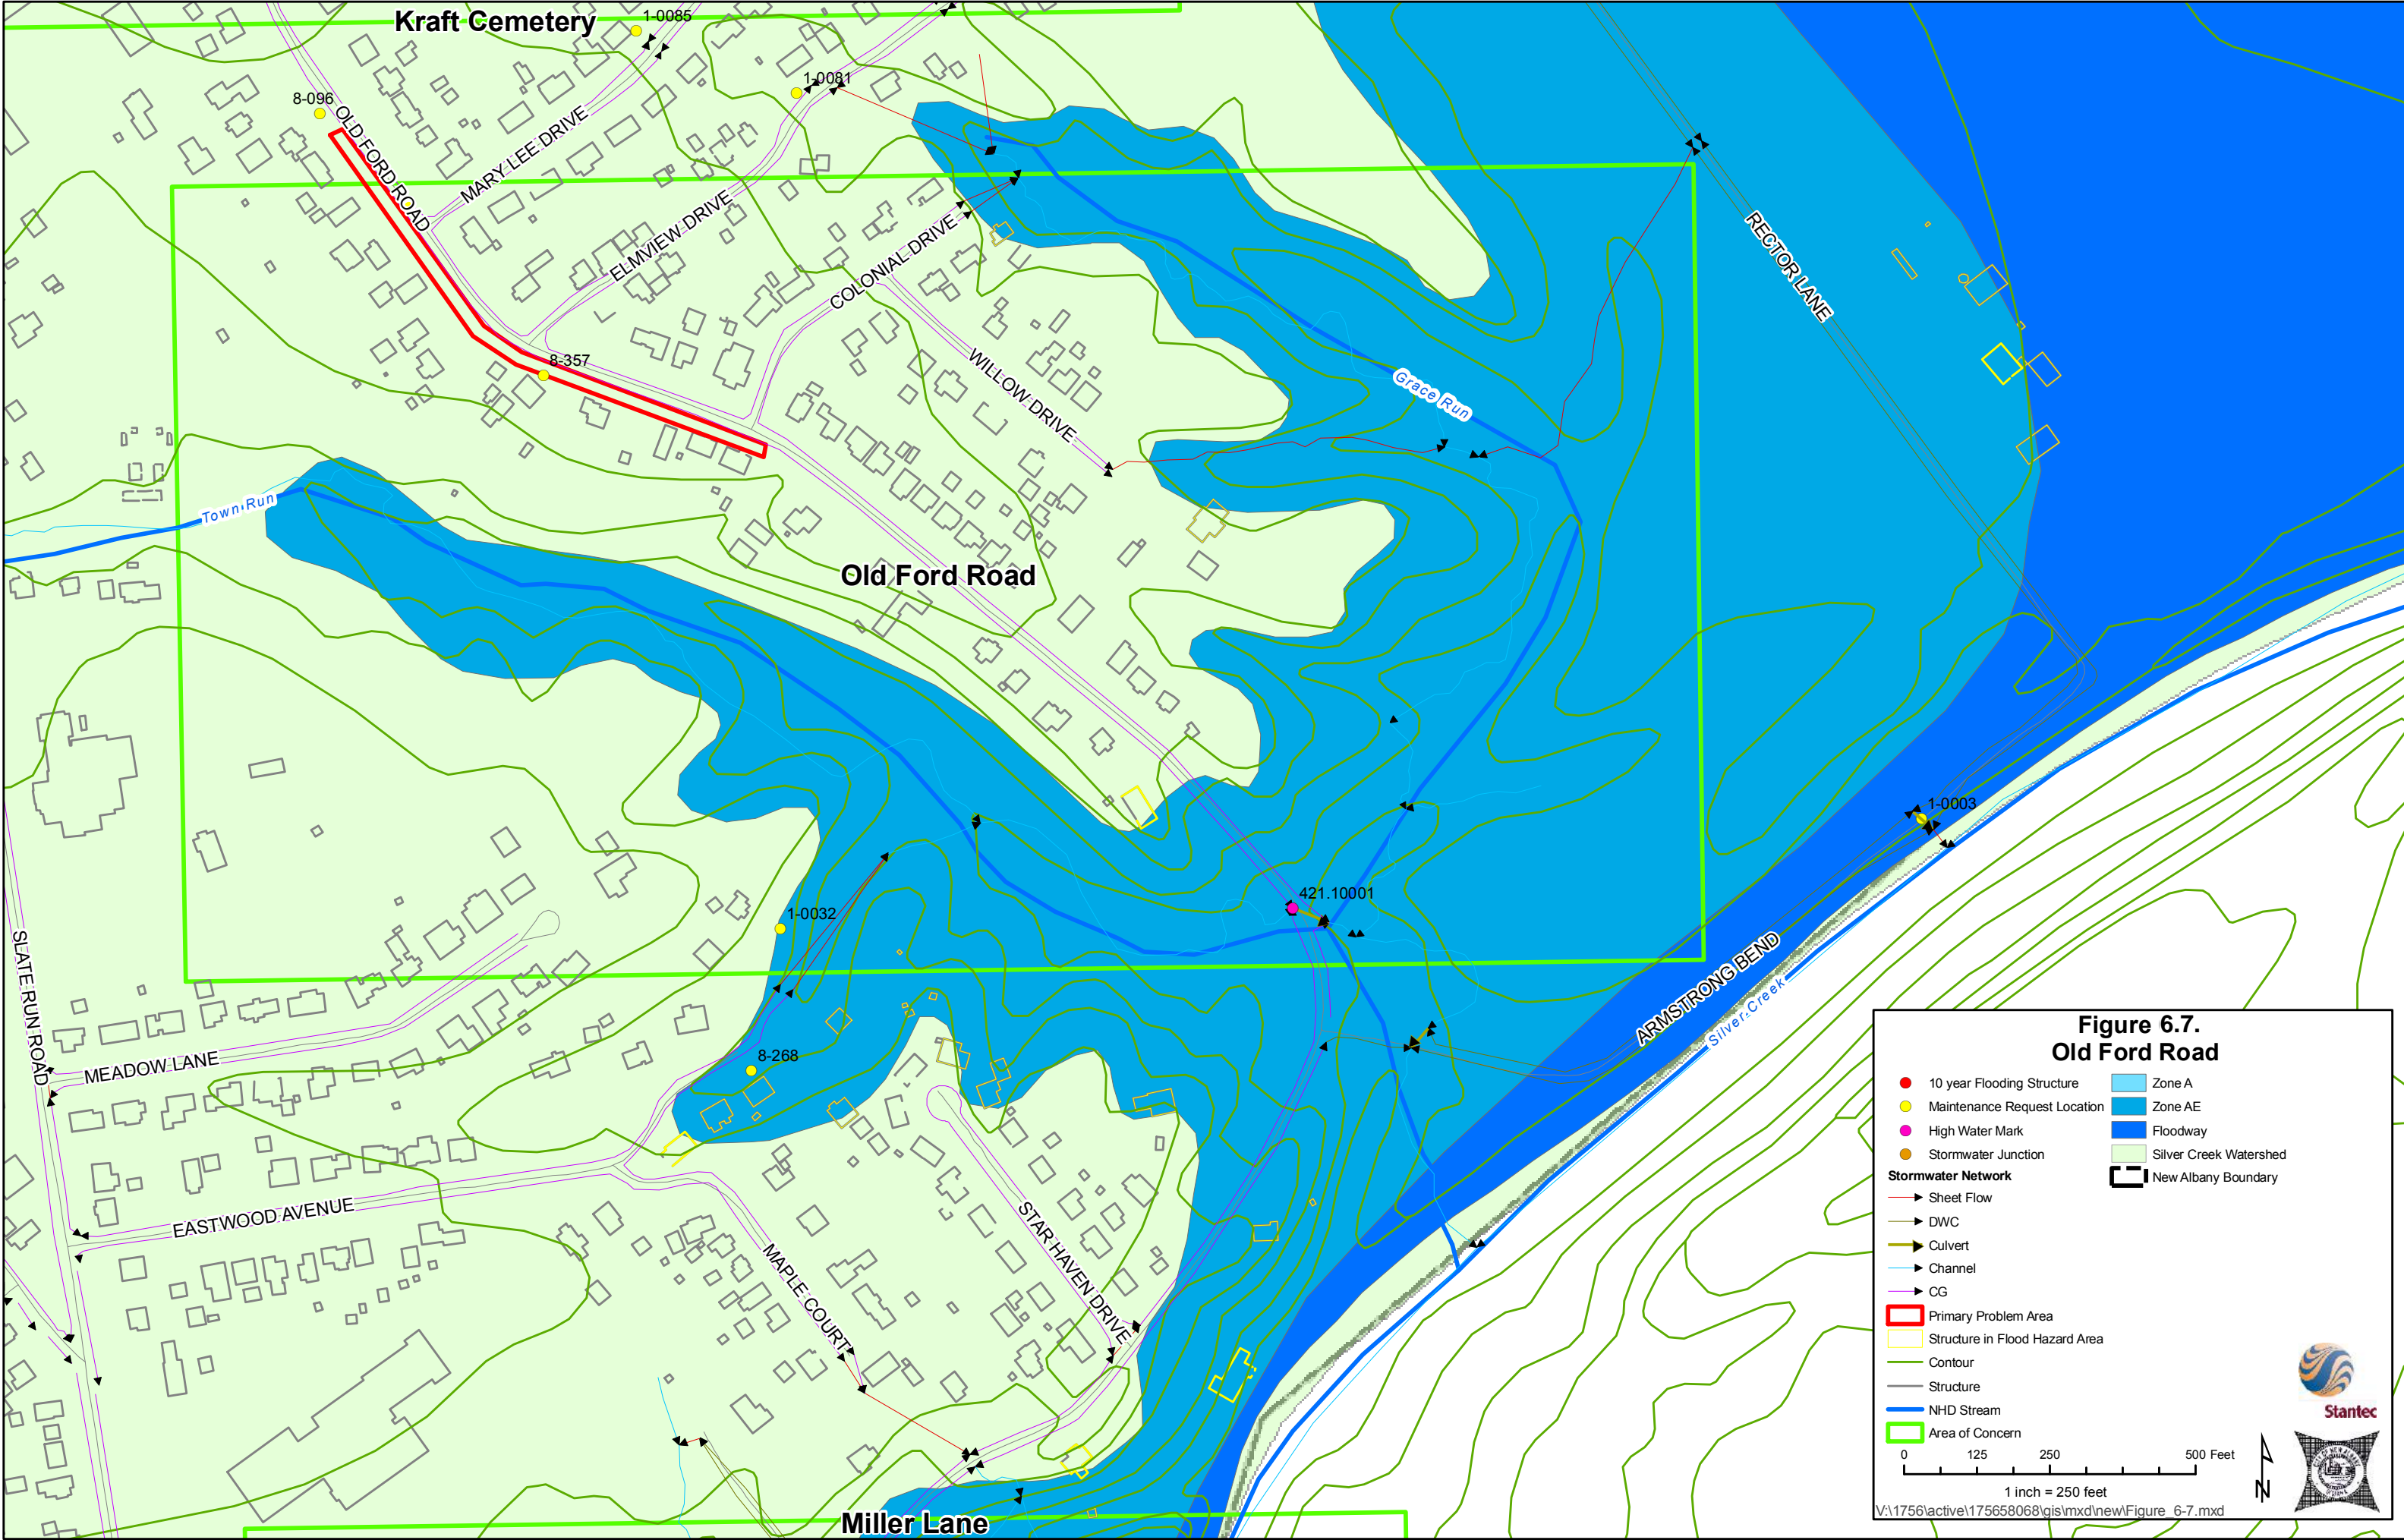 Kraft Cemetery
1-0085
1-0081
8-096
OLD FORD ROAD
MARY LEE DRIVE
ELMVIEW DRIVE
COLONIAL DRIVE
RECTOR LANE
8-357
WILLOW DRIVE
Grace Run
Town Run
Old Ford Road
1-0003
421.10001
1-0032
SLATE RUN ROAD
ARMSTRONG BEND
Silver Creek
MEADOW LANE
8-268
EASTWOOD AVENUE
STAR HAVEN DRIVE
MAPLE COURT
Miller Lane
Figure 6.7.
Old Ford Road
10 year Flooding Structure
Maintenance Request Location
High Water Mark
Stormwater Junction
Stormwater Network
Sheet Flow
DWC
Culvert
Channel
CG
Primary Problem Area
Structure in Flood Hazard Area
Contour
Structure
NHD Stream
Area of Concern
Zone A
Zone AE
Floodway
Silver Creek Watershed
New Albany Boundary
Stantec
0 125 250 500 Feet
1 inch = 250 feet
N
V:\1756\active\175658068\gis\mxd\new\Figure_6-7.mxd